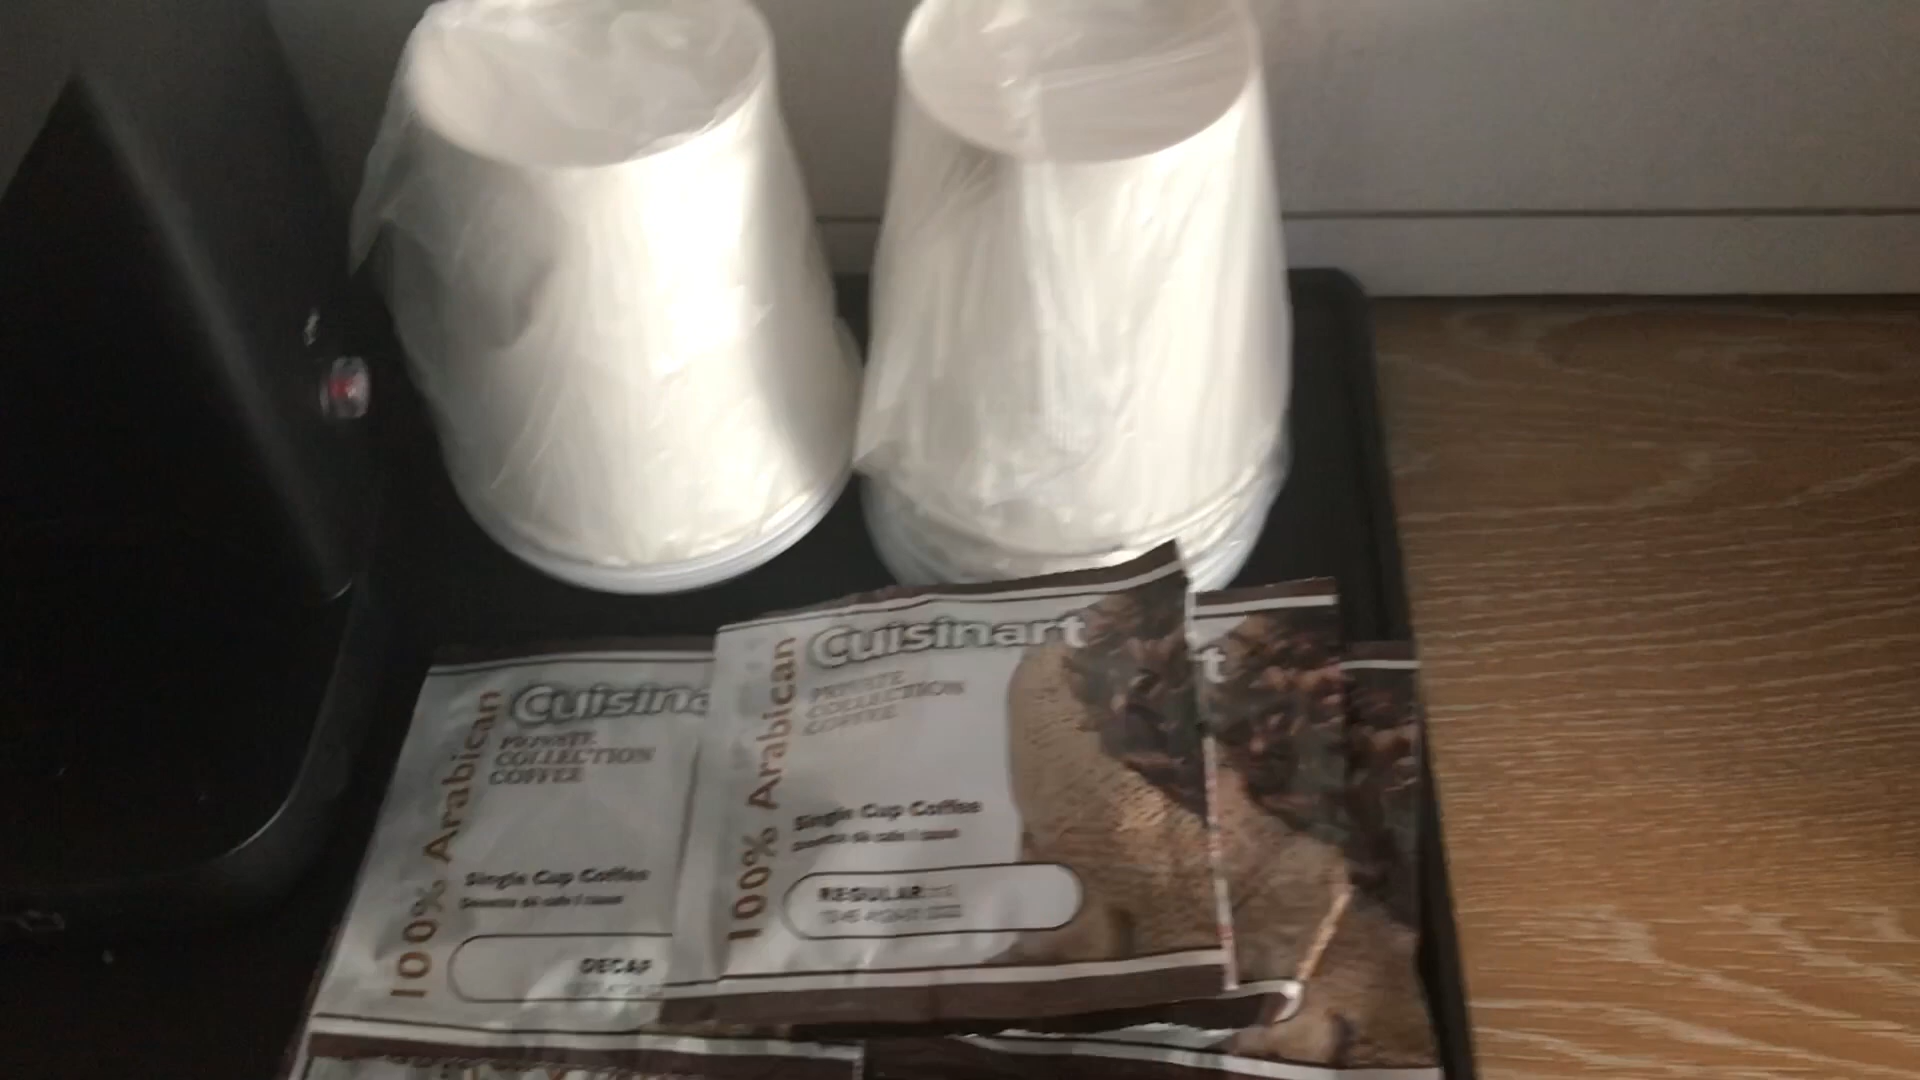 Cuisina
PRIVATE
COLLECTION
COFFEE
100% Arabican
Single Cup Coffee
DECAF
Cuisinart
PRIVATE
COLLECTION
COFFEE
100% Arabican
Single Cup Coffee
REGULAR
t